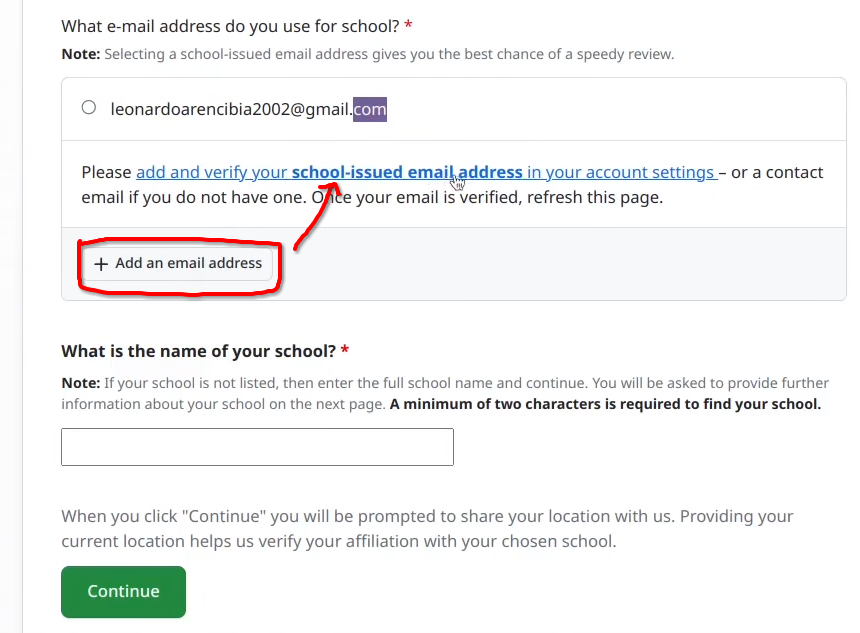 What e-mail address do you use for school? *
Note: Selecting a school-issued email address gives you the best chance of a speedy review.
leonardoarencibia2002@gmail.com
Please add and verify your school-issued email address in your account settings – or a contact
email if you do not have one. Once your email is verified, refresh this page.
+ Add an email address
What is the name of your school? *
Note: If your school is not listed, then enter the full school name and continue. You will be asked to provide further
information about your school on the next page. A minimum of two characters is required to find your school.
When you click "Continue" you will be prompted to share your location with us. Providing your
current location helps us verify your affiliation with your chosen school.
Continue